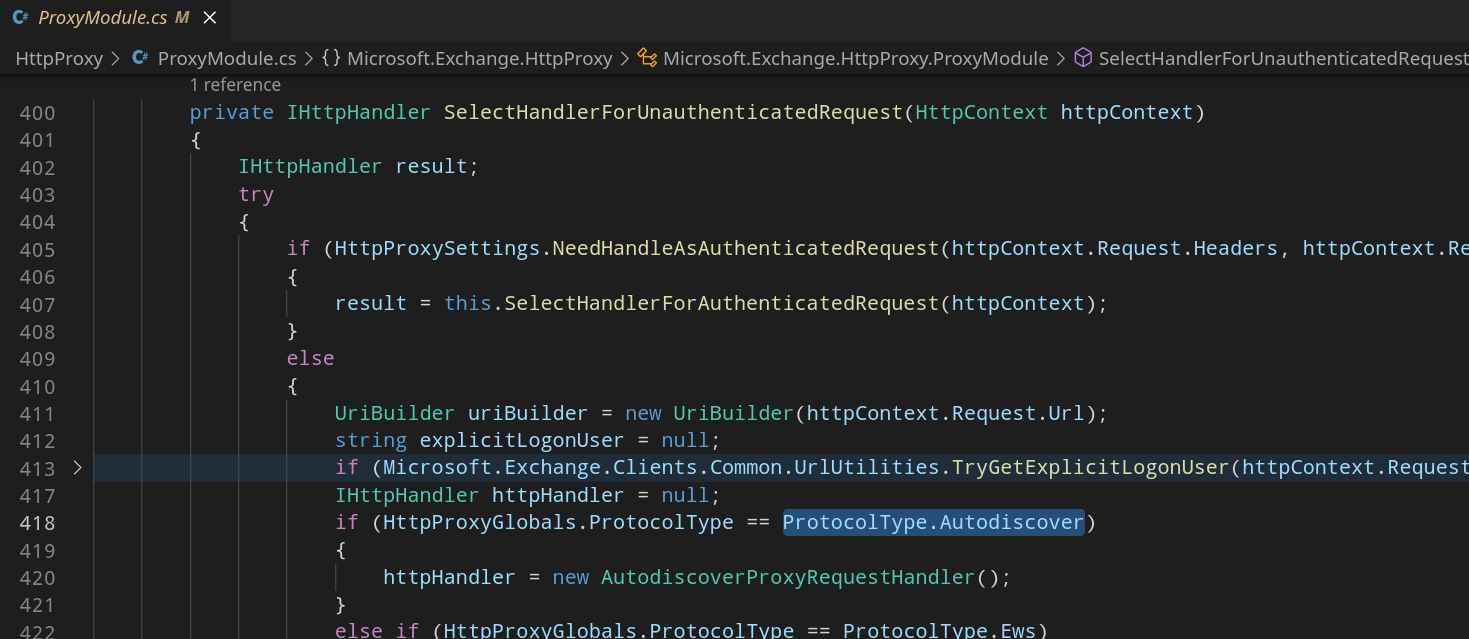 C# ProxyModule.cs M ×
HttpProxy > C# ProxyModule.cs > {} Microsoft.Exchange.HttpProxy > Microsoft.Exchange.HttpProxy.ProxyModule > SelectHandlerForUnauthenticatedRequest
1 reference
400 private IHttpHandler SelectHandlerForUnauthenticatedRequest(HttpContext httpContext)
401 {
402 IHttpHandler result;
403 try
404 {
405 if (HttpProxySettings.NeedHandleAsAuthenticatedRequest(httpContext.Request.Headers, httpContext.Re
406 {
407 result = this.SelectHandlerForAuthenticatedRequest(httpContext);
408 }
409 else
410 {
411 UriBuilder uriBuilder = new UriBuilder(httpContext.Request.Url);
412 string explicitLogonUser = null;
413 > if (Microsoft.Exchange.Clients.Common.UrlUtilities.TryGetExplicitLogonUser(httpContext.Request
417 IHttpHandler httpHandler = null;
418 if (HttpProxyGlobals.ProtocolType == ProtocolType.Autodiscover)
419 {
420 httpHandler = new AutodiscoverProxyRequestHandler();
421 }
422 else if (HttpProxyGlobals.ProtocolType == ProtocolType.Ews)